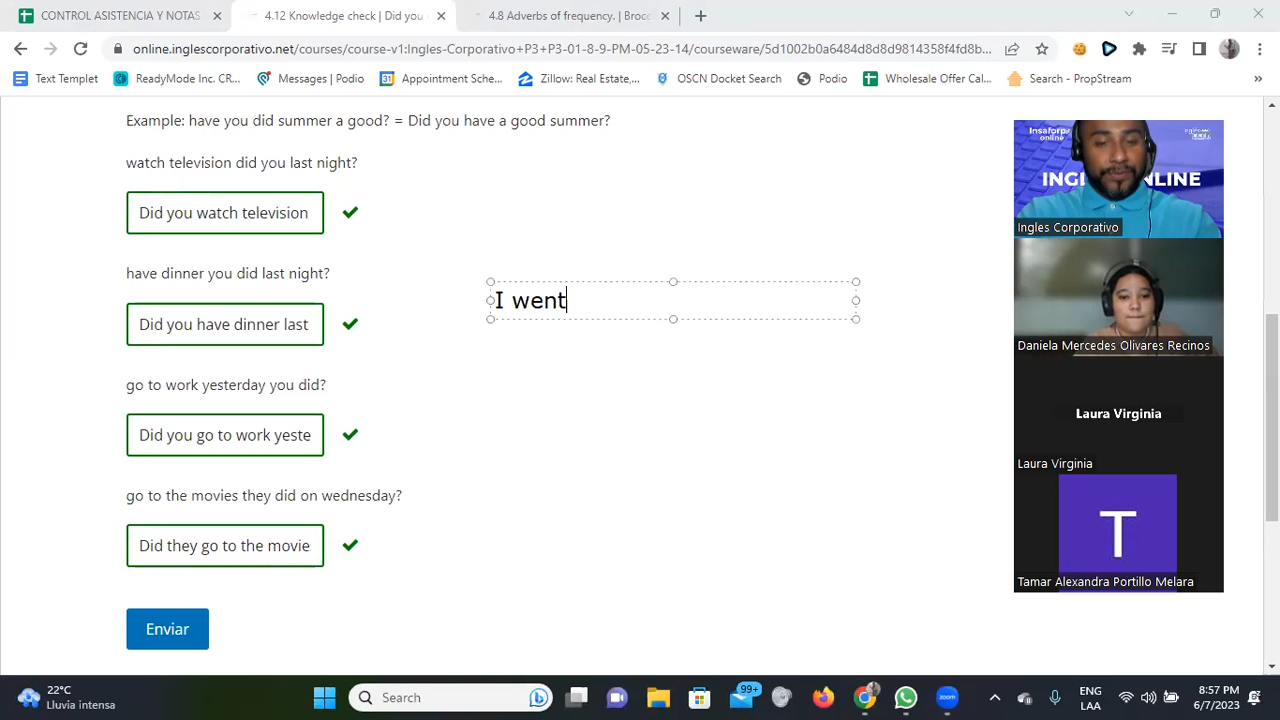 CONTROL ASISTENCIA Y NOTAS
4.12 Knowledge check | Did you
4.8 Adverbs of frequency. | Brocc
online.inglescorporativo.net/courses/course-v1:Ingles-Corporativo+P3+P3-01-8-9-PM-05-23-14/courseware/5d1002b0a6484d8d8d9814358f4fd8b...
Text Templet
ReadyMode Inc. CR...
Messages | Podio
Appointment Sche...
Zillow: Real Estate,...
OSCN Docket Search
Podio
Wholesale Offer Cal...
Search - PropStream
Example: have you did summer a good? = Did you have a good summer?
watch television did you last night?
Did you watch television
have dinner you did last night?
Did you have dinner last
go to work yesterday you did?
Did you go to work yeste
go to the movies they did on wednesday?
Did they go to the movie
Enviar
I went
Ingles Corporativo
Daniela Mercedes Olivares Recinos
Laura Virginia
Laura Virginia
T
Tamar Alexandra Portillo Melara
22°C
Lluvia intensa
Search
99+
ENG
LAA
8:57 PM
6/7/2023